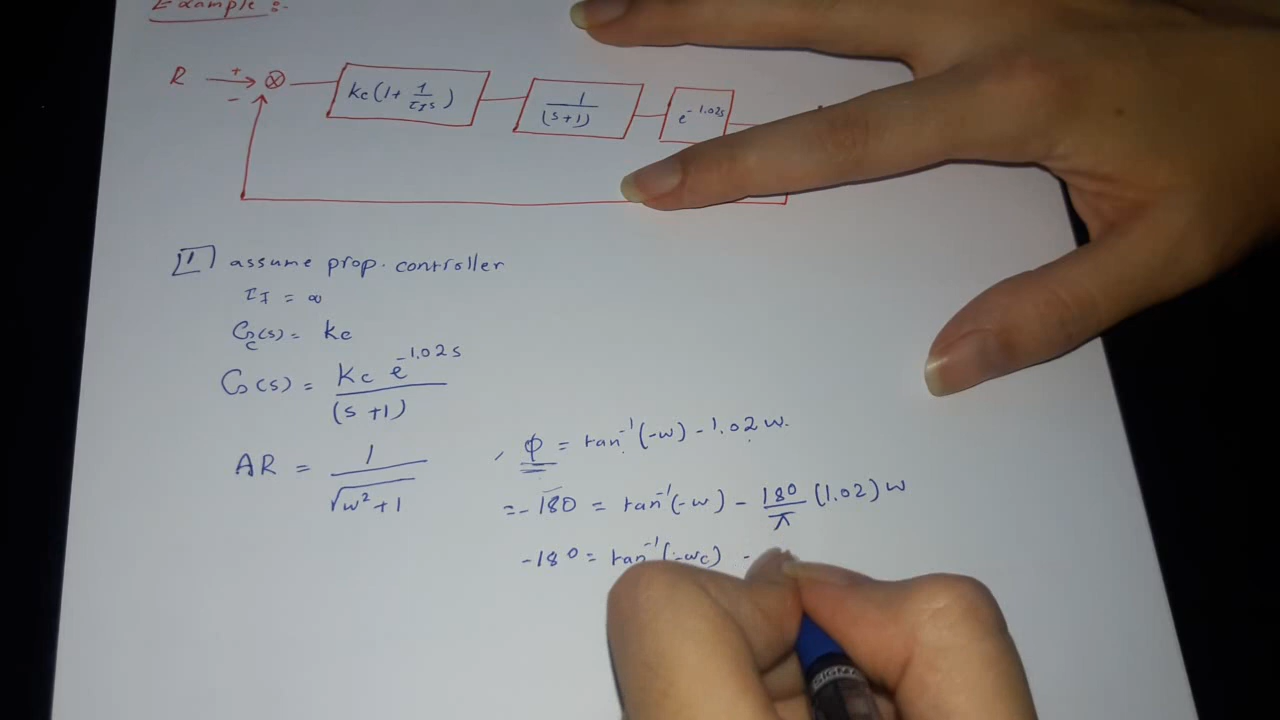 Example :-
R + - ⊗ kc(1+ 1/τIs) 1/(s+1) e^-1.02s
1 assume prop. controller
τI = ∞
Gc(s) = kc
G(s) = kc e^-1.02s / (s+1)
AR = 1/√w²+1 , φ = tan⁻¹(-w) - 1.02 w.
= -180 = tan⁻¹(-w) - 180/π (1.02) w
-180 = tan⁻¹(-wc) -
SIGMA